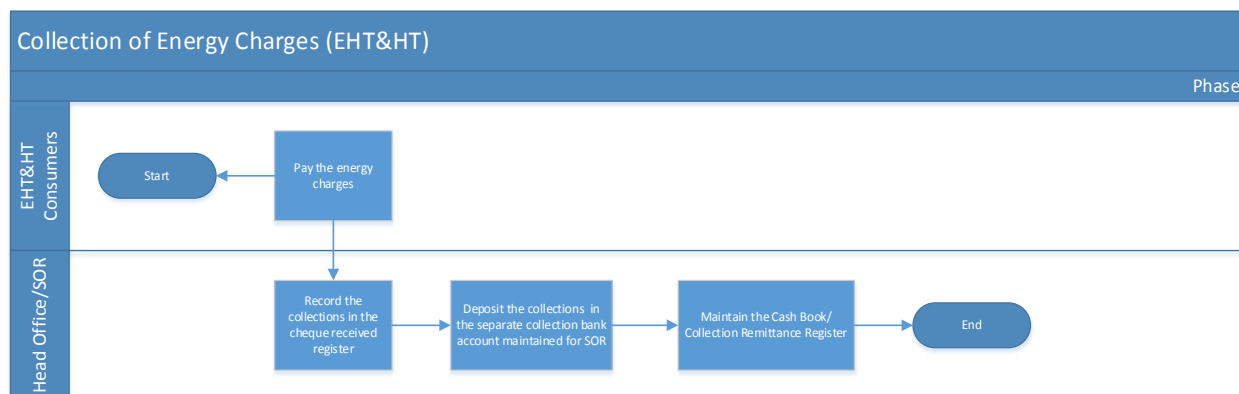 Collection of Energy Charges (EHT&HT)
Phase
EHT&HT
Consumers
Start
Pay the energy
charges
Head Office/SOR
Record the
collections in the
cheque received
register
Deposit the collections in
the separate collection bank
account maintained for SOR
Maintain the Cash Book/
Collection Remittance Register
End